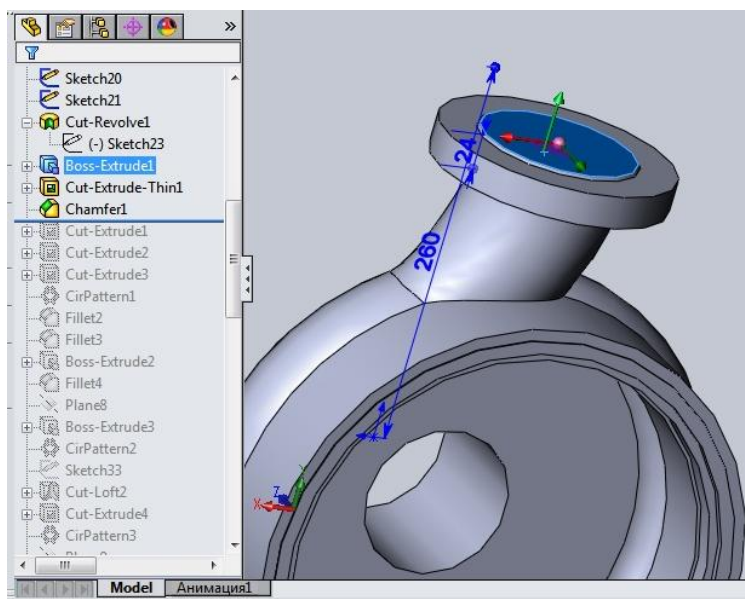 »
Sketch20
Sketch21
Cut-Revolve1
(-) Sketch23
Boss-Extrude1
Cut-Extrude-Thin1
Chamfer1
Cut-Extrude1
Cut-Extrude2
Cut-Extrude3
CirPattern1
Fillet2
Fillet3
Boss-Extrude2
Fillet4
Plane8
Boss-Extrude3
CirPattern2
Sketch33
Cut-Loft2
Cut-Extrude4
CirPattern3
24
260
Y
Z
X
Model Анимация1